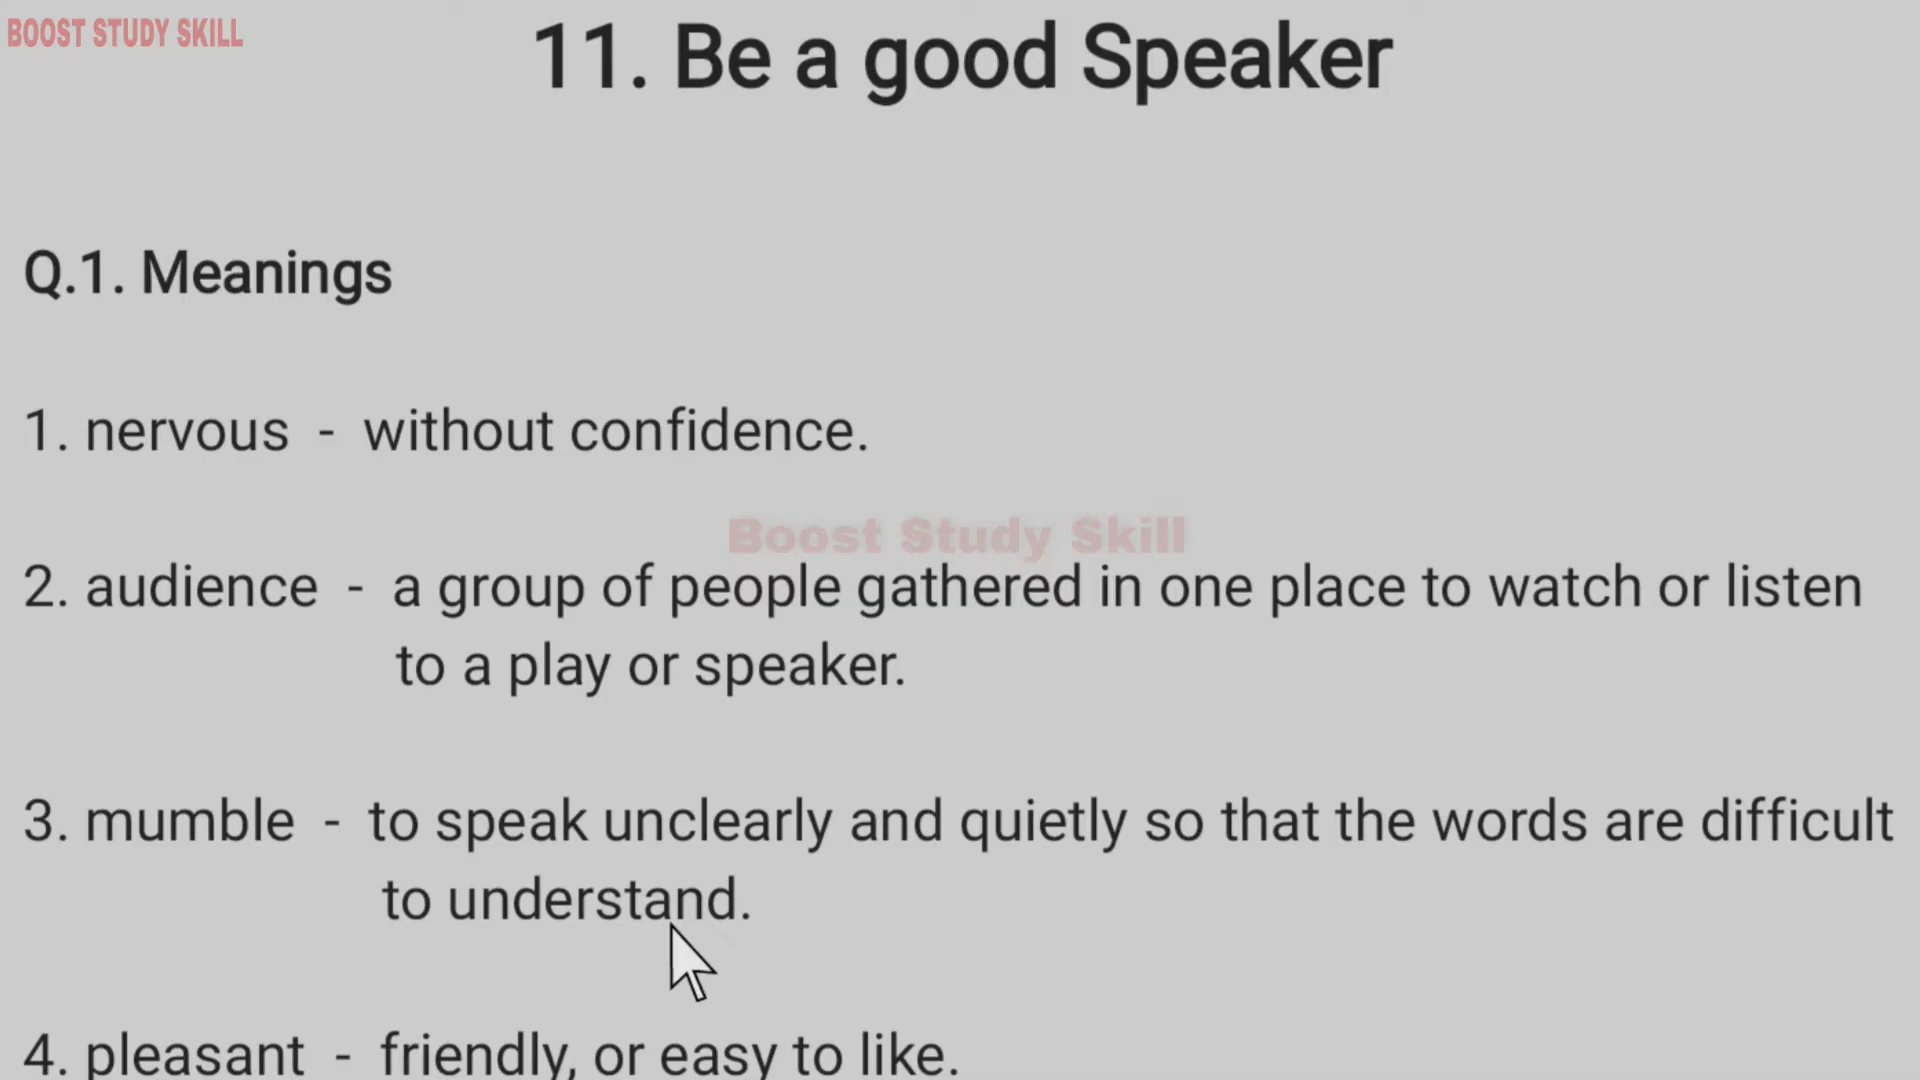 BOOST STUDY SKILL
11. Be a good Speaker
Q.1. Meanings
1. nervous - without confidence.
Boost Study Skill
2. audience - a group of people gathered in one place to watch or listen
to a play or speaker.
3. mumble - to speak unclearly and quietly so that the words are difficult
to understand.
4. pleasant - friendly, or easy to like.